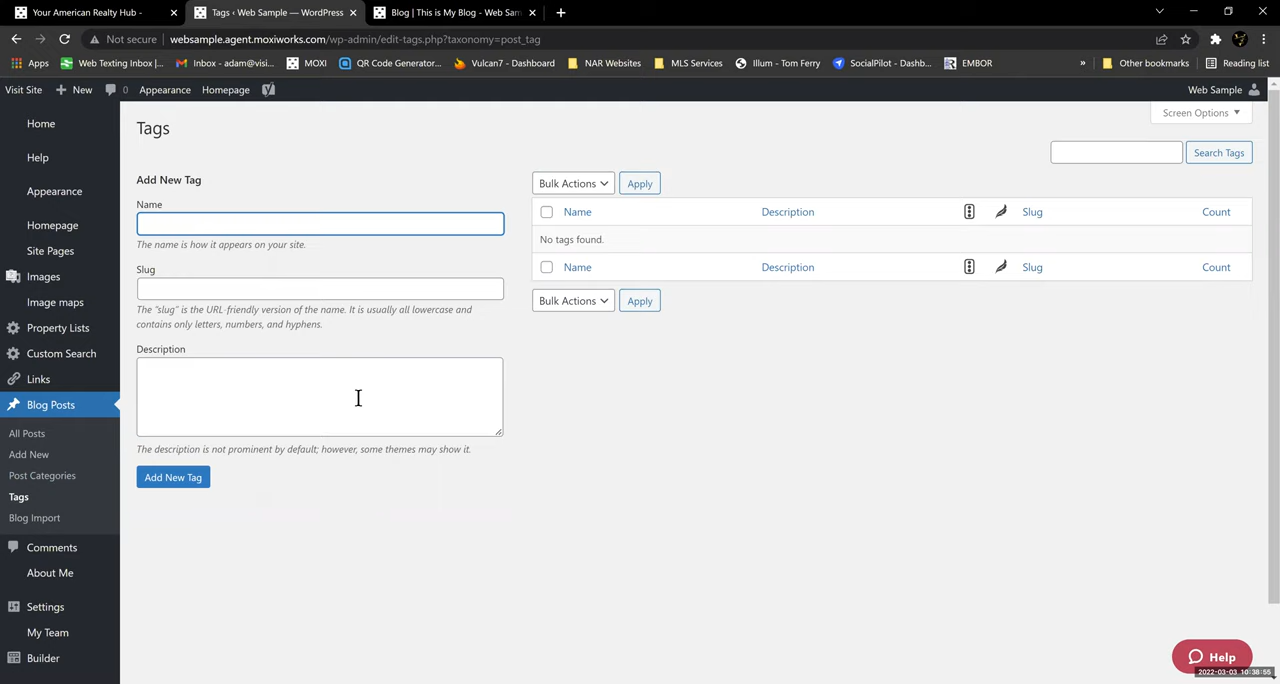 Your American Realty Hub -
Tags ‹ Web Sample — WordPress
Blog | This is My Blog - Web Sam
Not secure | websample.agent.moxiworks.com/wp-admin/edit-tags.php?taxonomy=post_tag
Apps Web Texting Inbox |... Inbox - adam@visi... MOXI QR Code Generator... Vulcan7 - Dashboard NAR Websites MLS Services Illum - Tom Ferry SocialPilot - Dashb... EMBOR » Other bookmarks Reading list
Visit Site + New 0 Appearance Homepage Web Sample
Home
Help
Appearance
Homepage
Site Pages
Images
Image maps
Property Lists
Custom Search
Links
Blog Posts
All Posts
Add New
Post Categories
Tags
Blog Import
Comments
About Me
Settings
My Team
Builder
Screen Options
Tags
Search Tags
Add New Tag
Name
The name is how it appears on your site.
Slug
The “slug” is the URL-friendly version of the name. It is usually all lowercase and
contains only letters, numbers, and hyphens.
Description
The description is not prominent by default; however, some themes may show it.
Add New Tag
Bulk Actions Apply
Name Description Slug Count
No tags found.
Name Description Slug Count
Bulk Actions Apply
Help
2022-03-03 10:38:55